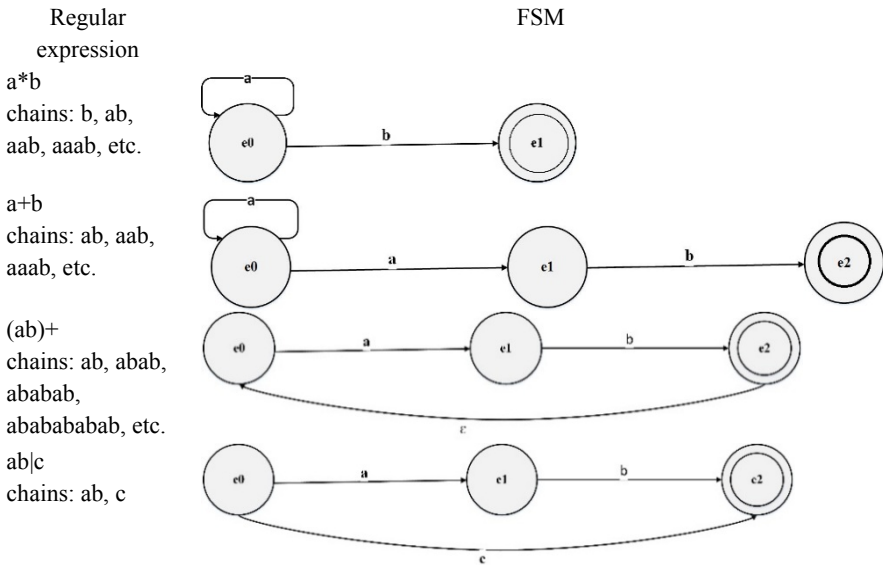 Regular
expression
FSM
a*b
chains: b, ab,
aab, aaab, etc.
a
e0
b
e1
a+b
chains: ab, aab,
aaab, etc.
a
e0
a
e1
b
e2
(ab)+
chains: ab, abab,
ababab,
ababababab, etc.
e0
a
e1
b
e2
ε
ab|c
chains: ab, c
e0
a
e1
b
c2
c